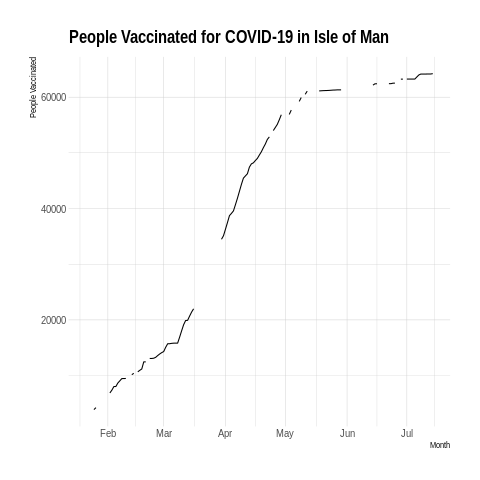 People Vaccinated for COVID-19 in Isle of Man
People Vaccinated
60000
40000
20000
Feb Mar Apr May Jun Jul
Month